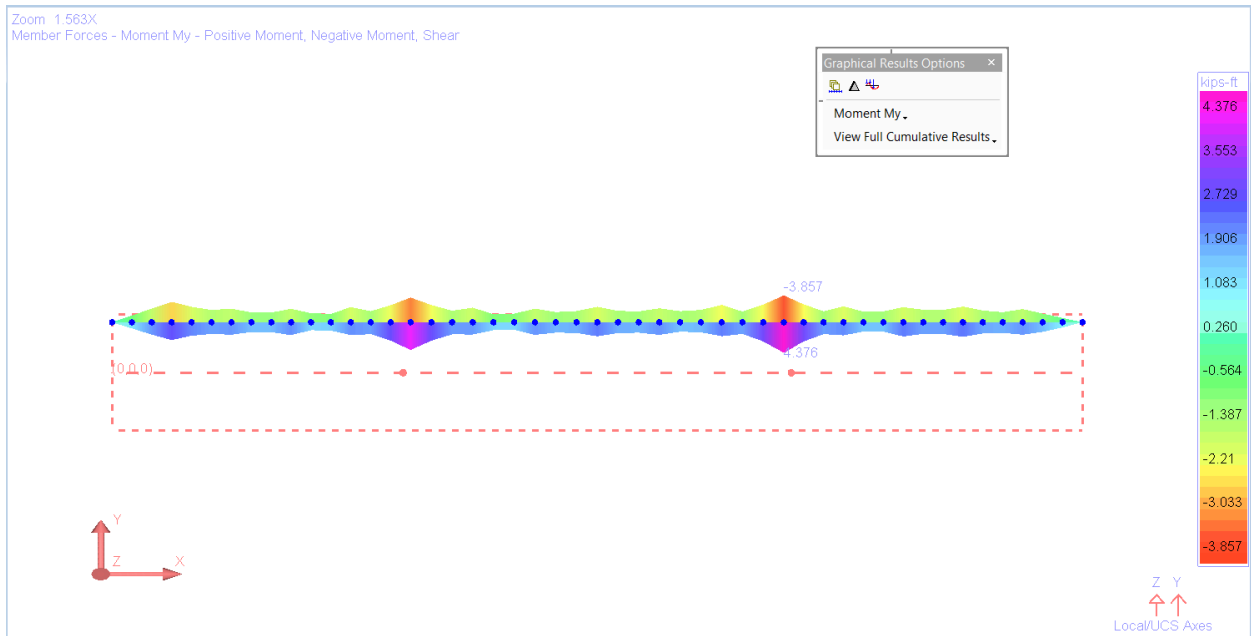 Zoom 1.563X
Member Forces - Moment My - Positive Moment, Negative Moment, Shear
Graphical Results Options
Moment My
View Full Cumulative Results
kips-ft
4.376
3.553
2.729
1.906
1.083
0.260
-0.564
-1.387
-2.21
-3.033
-3.857
-3.857
4.376
(0,0,0)
Y
Z
X
Z Y
Local/UCS Axes